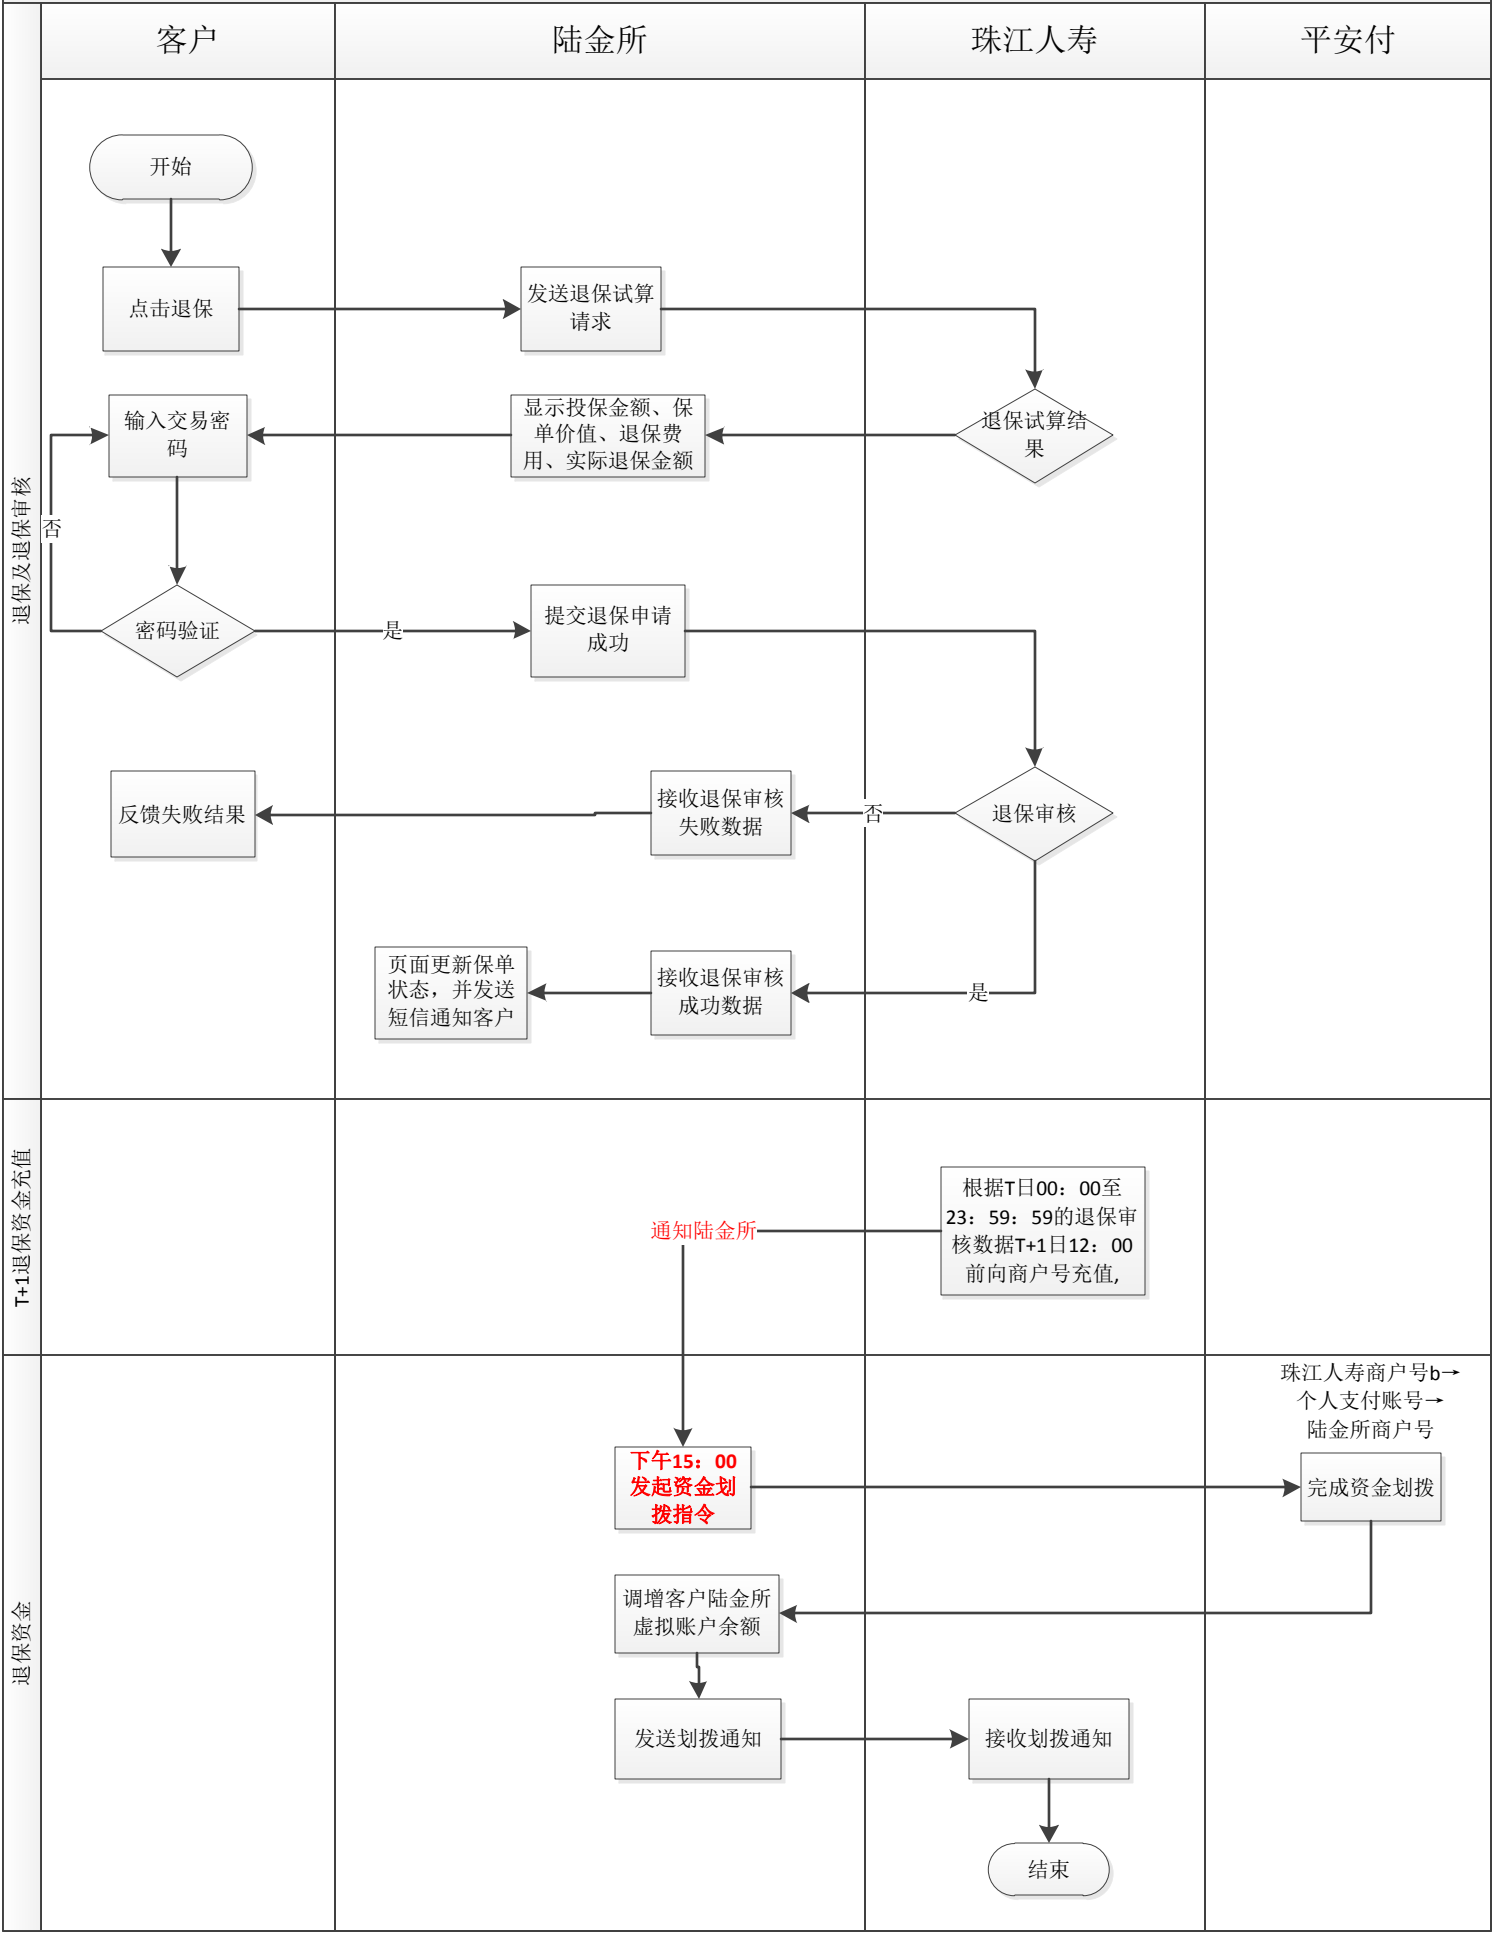 客户
陆金所
珠江人寿
平安付
退保及退保审核
开始
点击退保
发送退保试算
请求
输入交易密
码
显示投保金额、保
单价值、退保费
用、实际退保金额
退保试算结
果
否
密码验证
是
提交退保申请
成功
反馈失败结果
接收退保审核
失败数据
否
退保审核
页面更新保单
状态，并发送
短信通知客户
接收退保审核
成功数据
是
T+1退保资金充值
通知陆金所
根据T日00：00至
23：59：59的退保审
核数据T+1日12：00
前向商户号充值,
退保资金
珠江人寿商户号b→
个人支付账号→
陆金所商户号
下午15：00
发起资金划
拨指令
完成资金划拨
调增客户陆金所
虚拟账户余额
发送划拨通知
接收划拨通知
结束